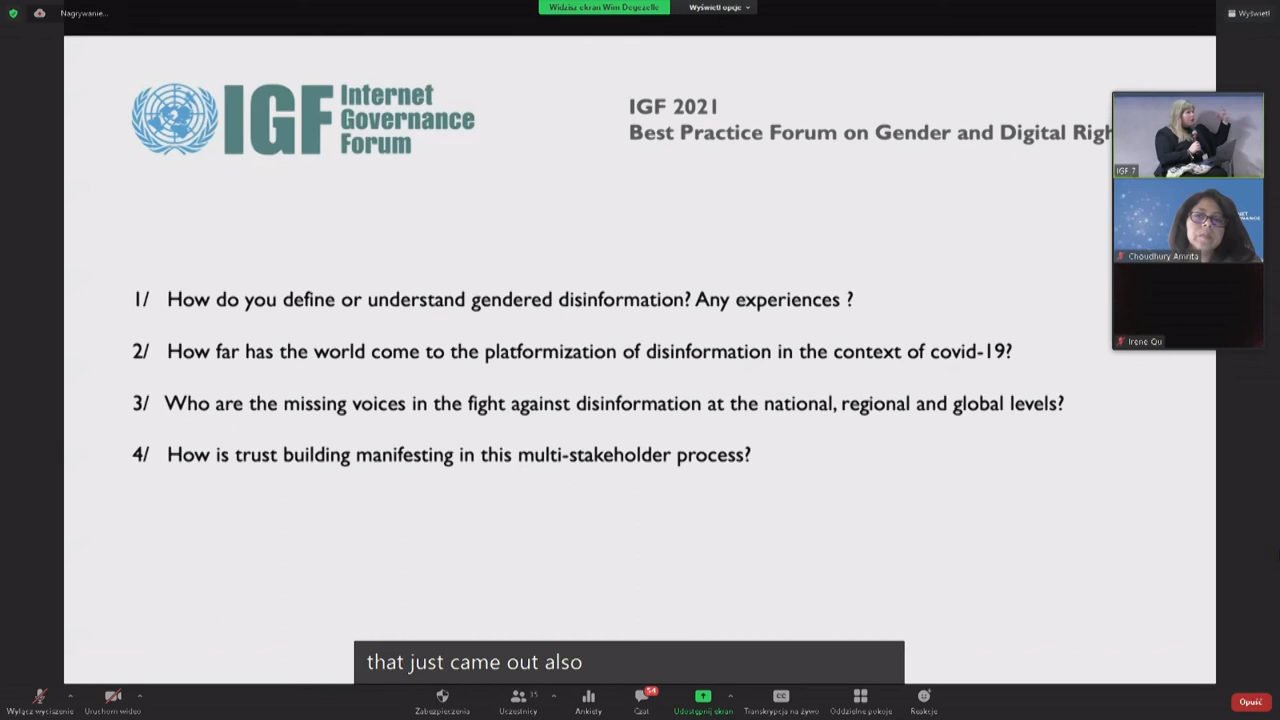 Nagrywanie...
Widzisz ekran Wim Degezelle
Wyświetl opcje
Wyświetl
IGF Internet Governance Forum
IGF 2021
Best Practice Forum on Gender and Digital Righ
IGF 7
Choudhury Amrita
Irene Qu
1/ How do you define or understand gendered disinformation? Any experiences ?
2/ How far has the world come to the platformization of disinformation in the context of covid-19?
3/ Who are the missing voices in the fight against disinformation at the national, regional and global levels?
4/ How is trust building manifesting in this multi-stakeholder process?
that just came out also
Wyłącz wyciszenie
Uruchom wideo
Zabezpieczenia
Uczestnicy
35
Ankiety
Czat
54
Udostępnij ekran
CC
Transkrypcja na żywo
Oddzielne pokoje
Reakcje
Opuść